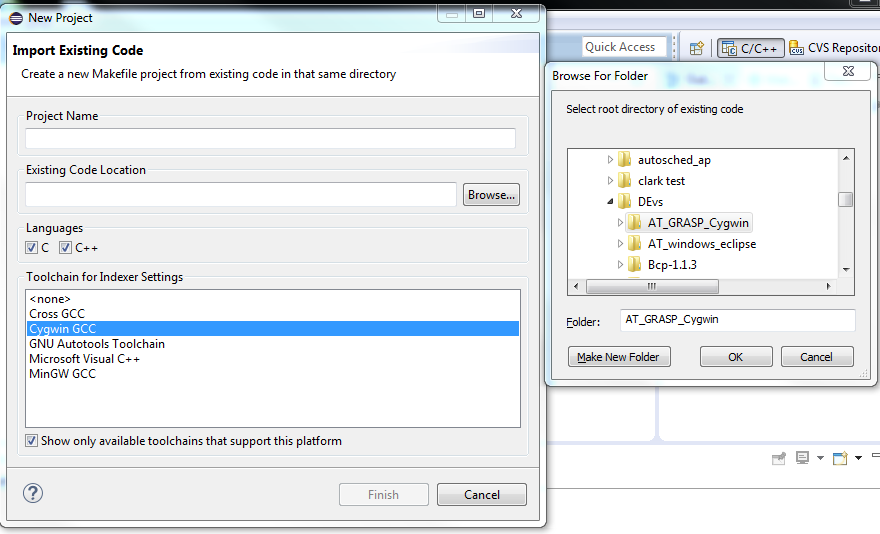 New Project
Import Existing Code
Create a new Makefile project from existing code in that same directory
Project Name
Existing Code Location
Browse...
Languages
C C++
Toolchain for Indexer Settings
<none>
Cross GCC
Cygwin GCC
GNU Autotools Toolchain
Microsoft Visual C++
MinGW GCC
Show only available toolchains that support this platform
? Finish Cancel
Quick Access C/C++ CVS CVS Reposito
Browse For Folder
Select root directory of existing code
autosched_ap
clark test
DEvs
AT_GRASP_Cygwin
AT_windows_eclipse
Bcp-1.1.3
Folder: AT_GRASP_Cygwin
Make New Folder OK Cancel